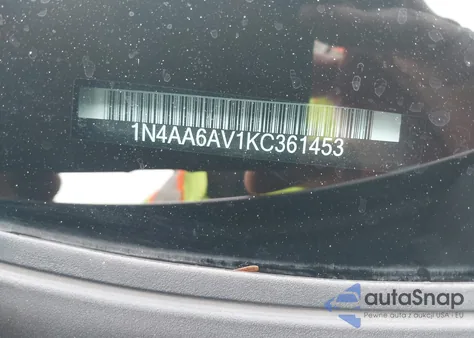 1N4AA6AV1KC361453
autoSnap
Pewne auta z aukcji USA - EU